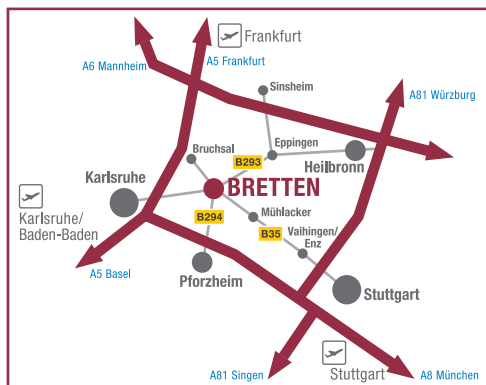 Frankfurt
A6 Mannheim
A5 Frankfurt
Sinsheim
A81 Würzburg
Bruchsal
Eppingen
B293
Heilbronn
Karlsruhe
BRETTEN
Karlsruhe/
Baden-Baden
B294
Mühlacker
B35
Vaihingen/
Enz
A5 Basel
Pforzheim
Stuttgart
A81 Singen
Stuttgart
A8 München